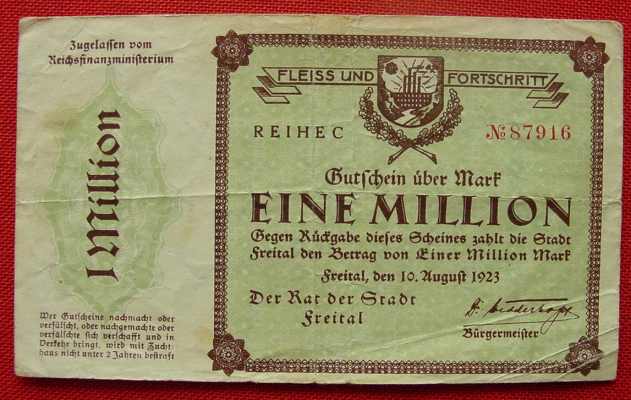 Zugelassen vom
Reichsfinanzministerium
1 Million
Wer Gutscheine nachmacht oder
verfälscht, oder nachgemachte oder
verfälschte sich verschafft und in
Verkehr bringt, wird mit Zucht-
haus nicht unter 2 Jahren bestraft
FLEISS UND FORTSCHRITT
REIHE C № 87916
Gutschein über Mark
EINE MILLION
Gegen Rückgabe dieses Scheines zahlt die Stadt
Freital den Betrag von Einer Million Mark
Freital, den 10. August 1923
Der Rat der Stadt
Freital
Bürgermeister